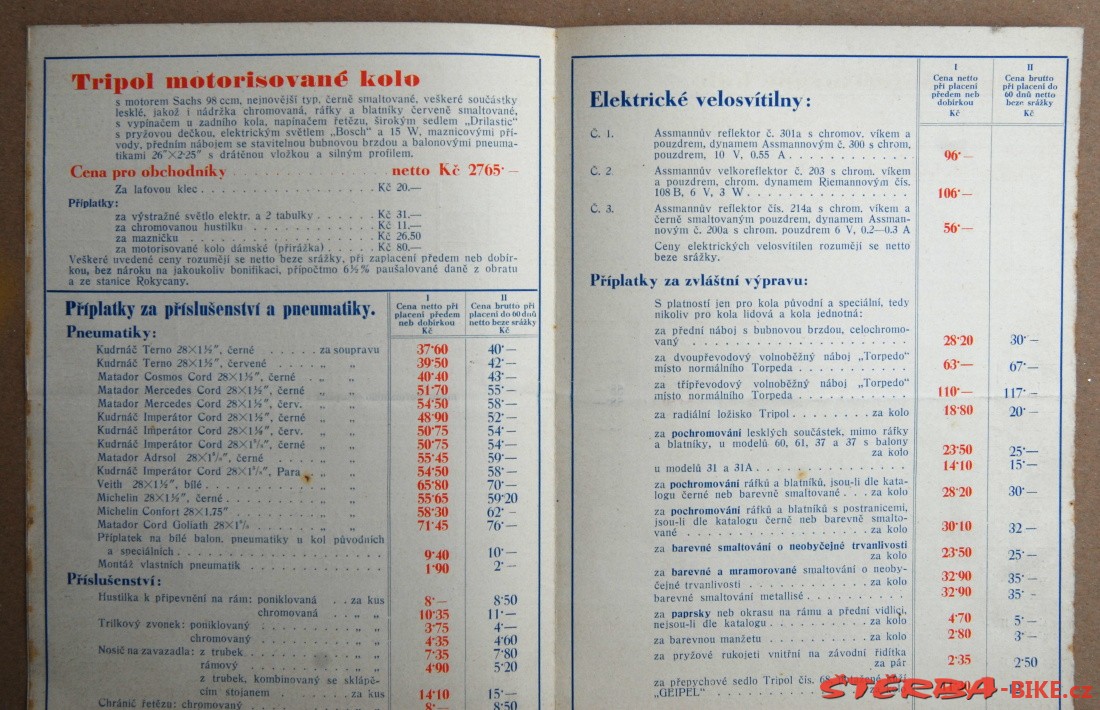 Tripol motorisované kolo
s motorem Sachs 98 ccm, nejnovější typ, černě smaltované, veškeré součástky
lesklé, jakož i nádržka chromovaná, ráfky a blatníky červeně smaltované,
s vypínačem u zadního kola, napínačem řetězu, širokým sedlem „Drilastic"
s pryžovou dečkou, elektrickým světlem „Bosch" a 15 W, maznicovými pří-
vody, předním nábojem se stavitelnou bubnovou brzdou a balonovými pneuma-
tikami 26"×2·25" s drátěnou vložkou a silným profilem.
Cena pro obchodníky . . . netto Kč 2765·—
Za laťovou klec . . . Kč 20.—
Příplatky:
za výstražné světlo elektr. a 2 tabulky . . . Kč 31.—
za chromovanou hustilku . . . Kč 11.—
za mazničku . . . Kč 26.50
za motorisované kolo dámské (přirážka) . . . Kč 80,—
Veškeré uvedené ceny rozumějí se netto beze srážky, při zaplacení předem neb dobír-
kou, bez nároku na jakoukoliv bonifikaci, připočtmo 6½% paušalované daně z obratu
a ze stanice Rokycany.
Příplatky za příslušenství a pneumatiky.
I
Cena netto při
placení předem
neb dobírkou
Kč
II
Cena brutto při
placení do 60 dnů
netto beze srážky
Kč
Pneumatiky:
Kudrnáč Terno 28×1½", černé . . . za soupravu 37·60 40·—
Kudrnáč Terno 28×1½", červené . . . „ „ 39·50 42·—
Matador Cosmos Cord 28×1½", černé . „ „ 40·40 43·—
Matador Mercedes Cord 28×1½", černé „ „ 51·70 55·—
Matador Mercedes Cord 28×1½", červ. „ „ 54·50 58·—
Kudrnáč Imperátor Cord 28×1½", černé „ „ 48·90 52·—
Kudrnáč Imperátor Cord 28×1½", červ. „ „ 50·75 54·—
Kudrnáč Imperátor Cord 28×1¾", černé „ „ 50·75 54·—
Matador Adrsol 28×1¾", černé . . . „ „ 55·45 59·—
Kudrnáč Imperátor Cord 28×1¾", Para „ „ 54·50 58·—
Veith 28×1½", bílé . . . „ „ 65·80 70·—
Michelin 28×1½", černé . . . „ „ 55·65 59·20
Michelin Confort 28×1.75" . . . „ „ 58·30 62·—
Matador Cord Goliath 28×1¾ . . . „ „ 71·45 76·—
Příplatek na bílé balon. pneumatiky u kol původních
a speciálních . . . 9·40 10·—
Montáž vlastních pneumatik . . . 1·90 2·—
Příslušenství:
Hustilka k připevnění na rám: poniklovaná . . za kus 8·— 8·50
chromovaná „ „ 10·35 11·—
Trilkový zvonek: poniklovaný . . . „ „ 3·75 4·—
chromovaný . . . „ „ 4·35 4·60
Nosič na zavazadla: z trubek . . . „ „ 7·35 7·80
rámový . . . „ „ 4·90 5·20
z trubek, kombinovaný se sklápě-
cím stojanem . . . za kus 14·10 15·—
Chránič řetězu: chromovaný . . . „ „ 8·— 8·50
I
Cena netto
při placení
předem neb
dobírkou
Kč
II
Cena brutto
při placení do
60 dnů netto
beze srážky
Kč
Elektrické velosvítilny:
Č. 1. Assmannův reflektor č. 301a s chromov. víkem a
pouzdrem, dynamem Assmannovým č. 300 s chrom.
pouzdrem, 10 V, 0.55 A . . . 96·—
Č. 2. Assmannův velkoreflektor č. 203 s chrom. víkem
a pouzdrem, chrom. dynamem Riemannovým čís.
108 B, 6 V, 3 W . . . 106·—
Č. 3. Assmannův reflektor čís. 214a s chrom, víkem a
černě smaltovaným pouzdrem, dynamem Assman-
novým č. 200a s chrom. pouzdrem 6 V, 0.2—0.3 A 56·—
Ceny elektrických velosvítilen rozumějí se netto
beze srážky.
Příplatky za zvláštní výpravu:
S platností jen pro kola původní a speciální, tedy
nikoliv pro kola lidová a kola jednotná:
za přední náboj s bubnovou brzdou, celochromo-
vaný . . . 28·20 30·—
za dvoupřevodový volnoběžný náboj „Torpedo"
místo normálního Torpeda . . . 63·— 67·—
za třípřevodový volnoběžný náboj „Torpedo"
místo normálního Torpeda . . . 110·— 117·—
za radiální ložisko Tripol . . . za kolo 18·80 20·—
za pochromování lesklých součástek, mimo ráfky
a blatníky, u modelů 60, 61, 37 a 37 s balony
za kolo 23·50 25·—
u modelů 31 a 31A . . . 14·10 15·—
za pochromování ráfků a blatníků, jsou-li dle kata-
logu černé neb barevně smaltované . . . za kolo 28·20 30·—
za pochromování ráfků a blatníků s postranicemi,
jsou-li dle katalogu černě neb barevně smalto-
vané . . . za kolo 30·10 32—
za barevné smaltování o neobyčejné trvanlivosti
za kolo 23·50 25·—
za barevné a mramorované smaltování o neoby-
čejné trvanlivosti . . . za kolo 32·90 35·—
barevné smaltování metallisé . . . 32·90 35·-
za paprsky neb okrasu na rámu a přední vidlici,
nejsou-li dle katalogu . . . za kolo 4·70 5·—
za barevnou manžetu . . . za kolo 2·80 3·—
za pryžové rukojeti vnitřní na závodní řídítka
za pár 2·35 2·50
za přepychové sedlo Tripol čís. 68
„GEIPEL"
STERBA-BIKE.cz